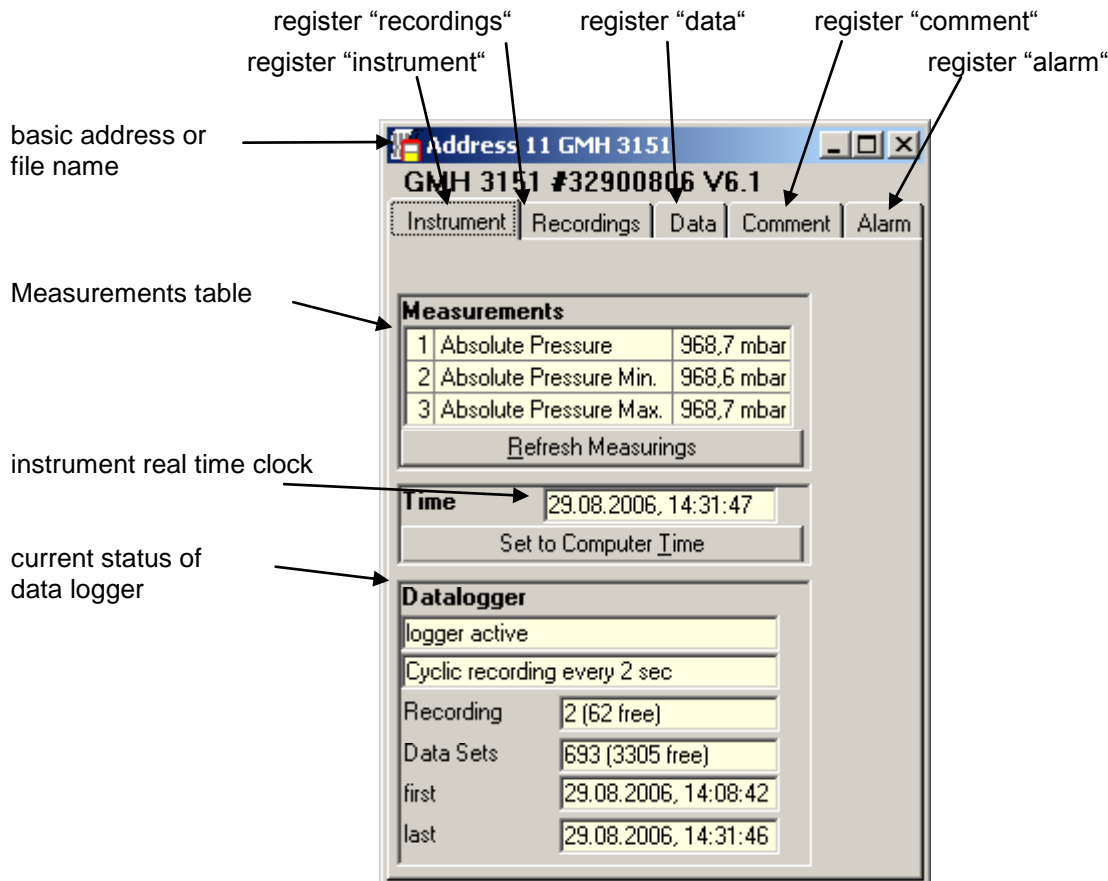 register “recordings“ register “data“ register “comment“
register “instrument“ register “alarm“
basic address or
file name
Address 11 GMH 3151
GMH 3151 #32900806 V6.1
Instrument Recordings Data Comment Alarm
Measurements table
Measurements
1 Absolute Pressure 968,7 mbar
2 Absolute Pressure Min. 968,6 mbar
3 Absolute Pressure Max. 968,7 mbar
Refresh Measurings
instrument real time clock
Time 29.08.2006, 14:31:47
Set to Computer Time
current status of
data logger
Datalogger
logger active
Cyclic recording every 2 sec
Recording 2 (62 free)
Data Sets 693 (3305 free)
first 29.08.2006, 14:08:42
last 29.08.2006, 14:31:46